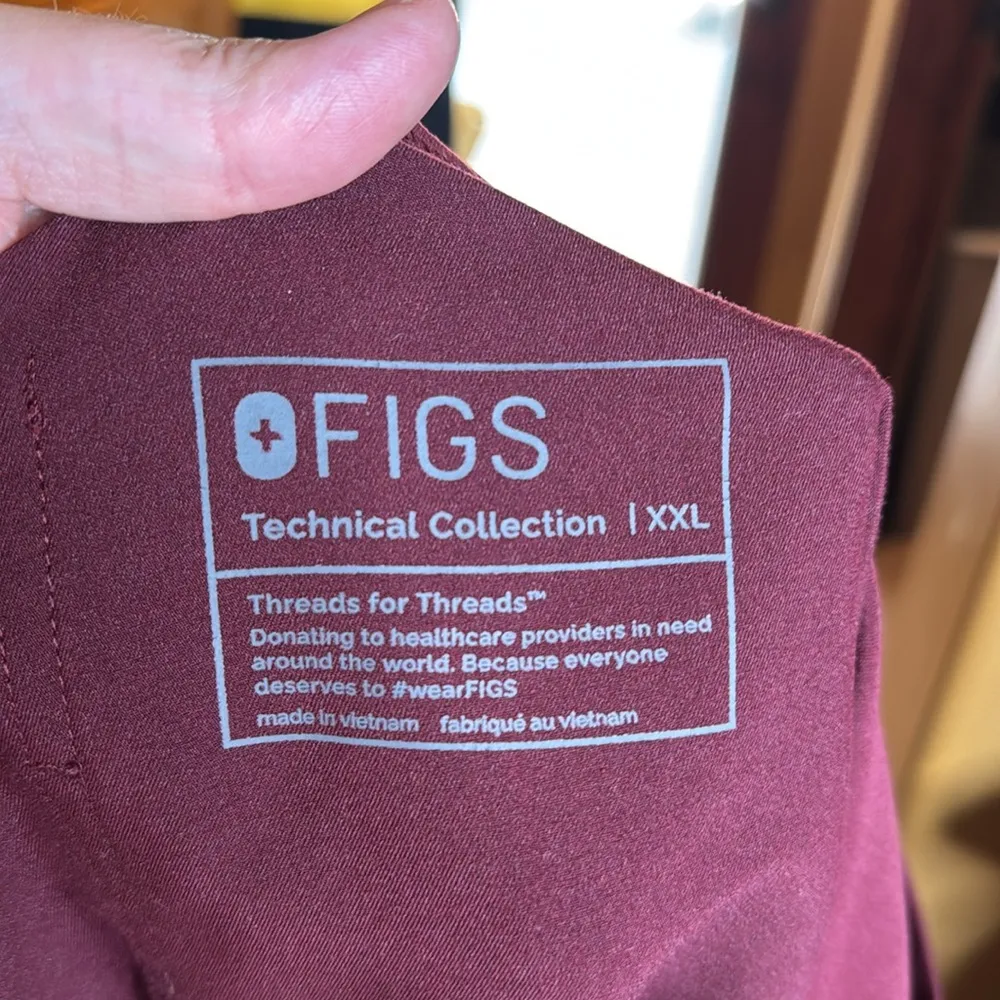 FIGS
Technical Collection | XXL
Threads for Threads™
Donating to healthcare providers in need
around the world. Because everyone
deserves to #wearFIGS
made in vietnam fabriqué au vietnam